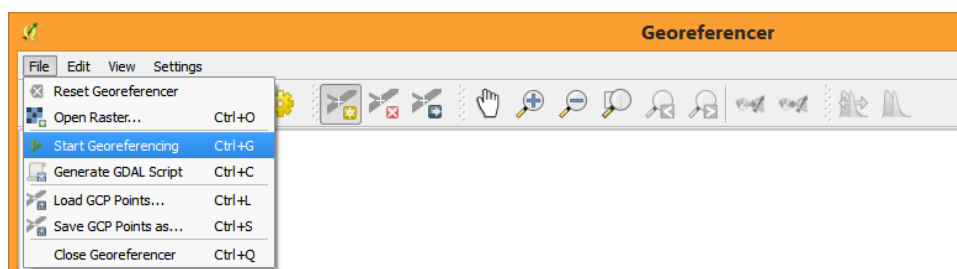 Georeferencer
File Edit View Settings
Reset Georeferencer
Open Raster... Ctrl+O
Start Georeferencing Ctrl+G
Generate GDAL Script Ctrl+C
Load GCP Points... Ctrl+L
Save GCP Points as... Ctrl+S
Close Georeferencer Ctrl+Q